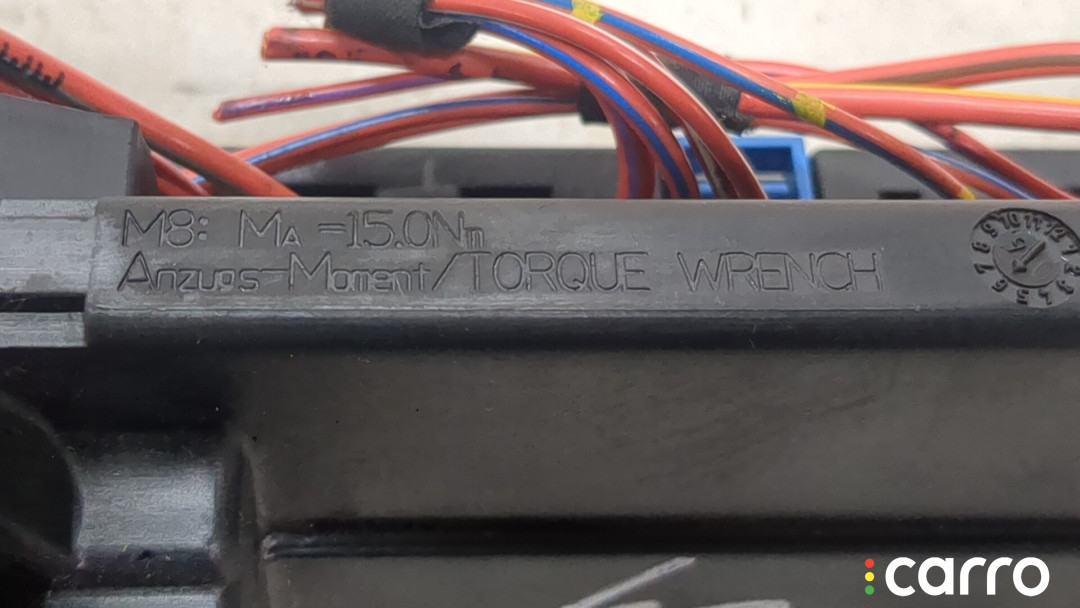 M8: MA =15.0Nm
Anzugs-Moment/TORQUE WRENCH
carro